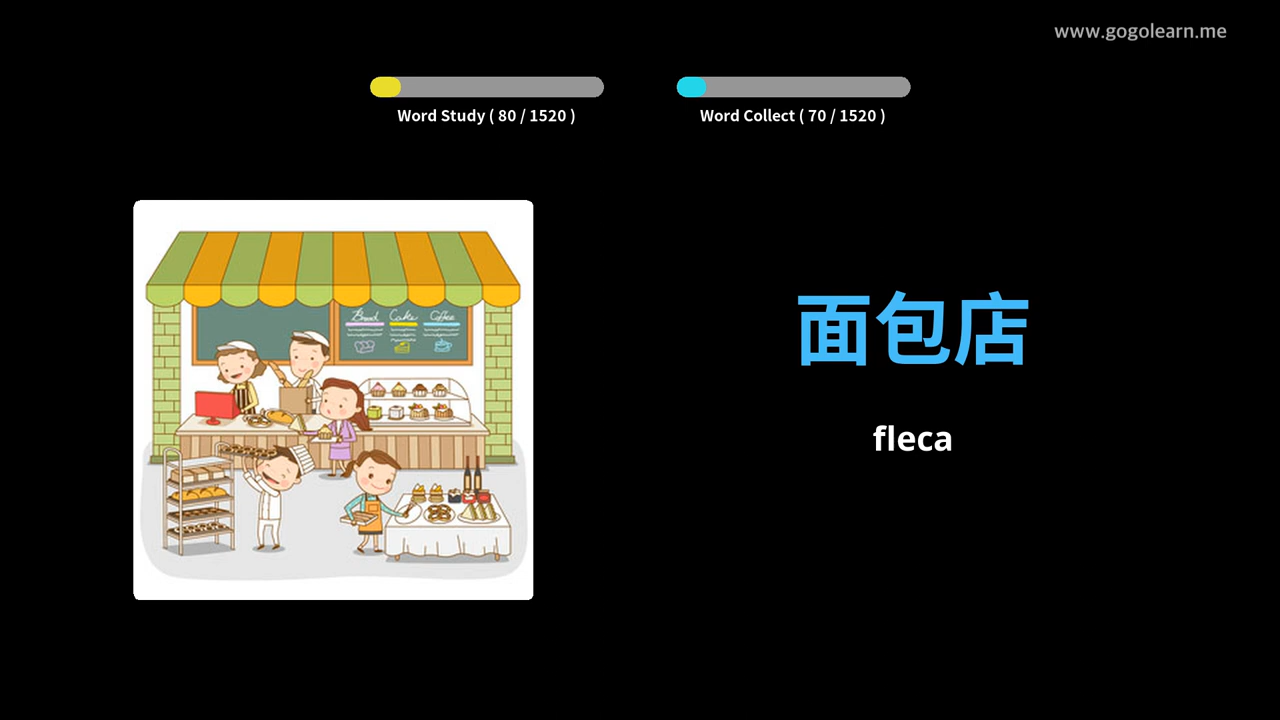 www.gogolearn.me
Word Study ( 80 / 1520 )
Word Collect ( 70 / 1520 )
Bread Cake Coffee
面包店
fleca